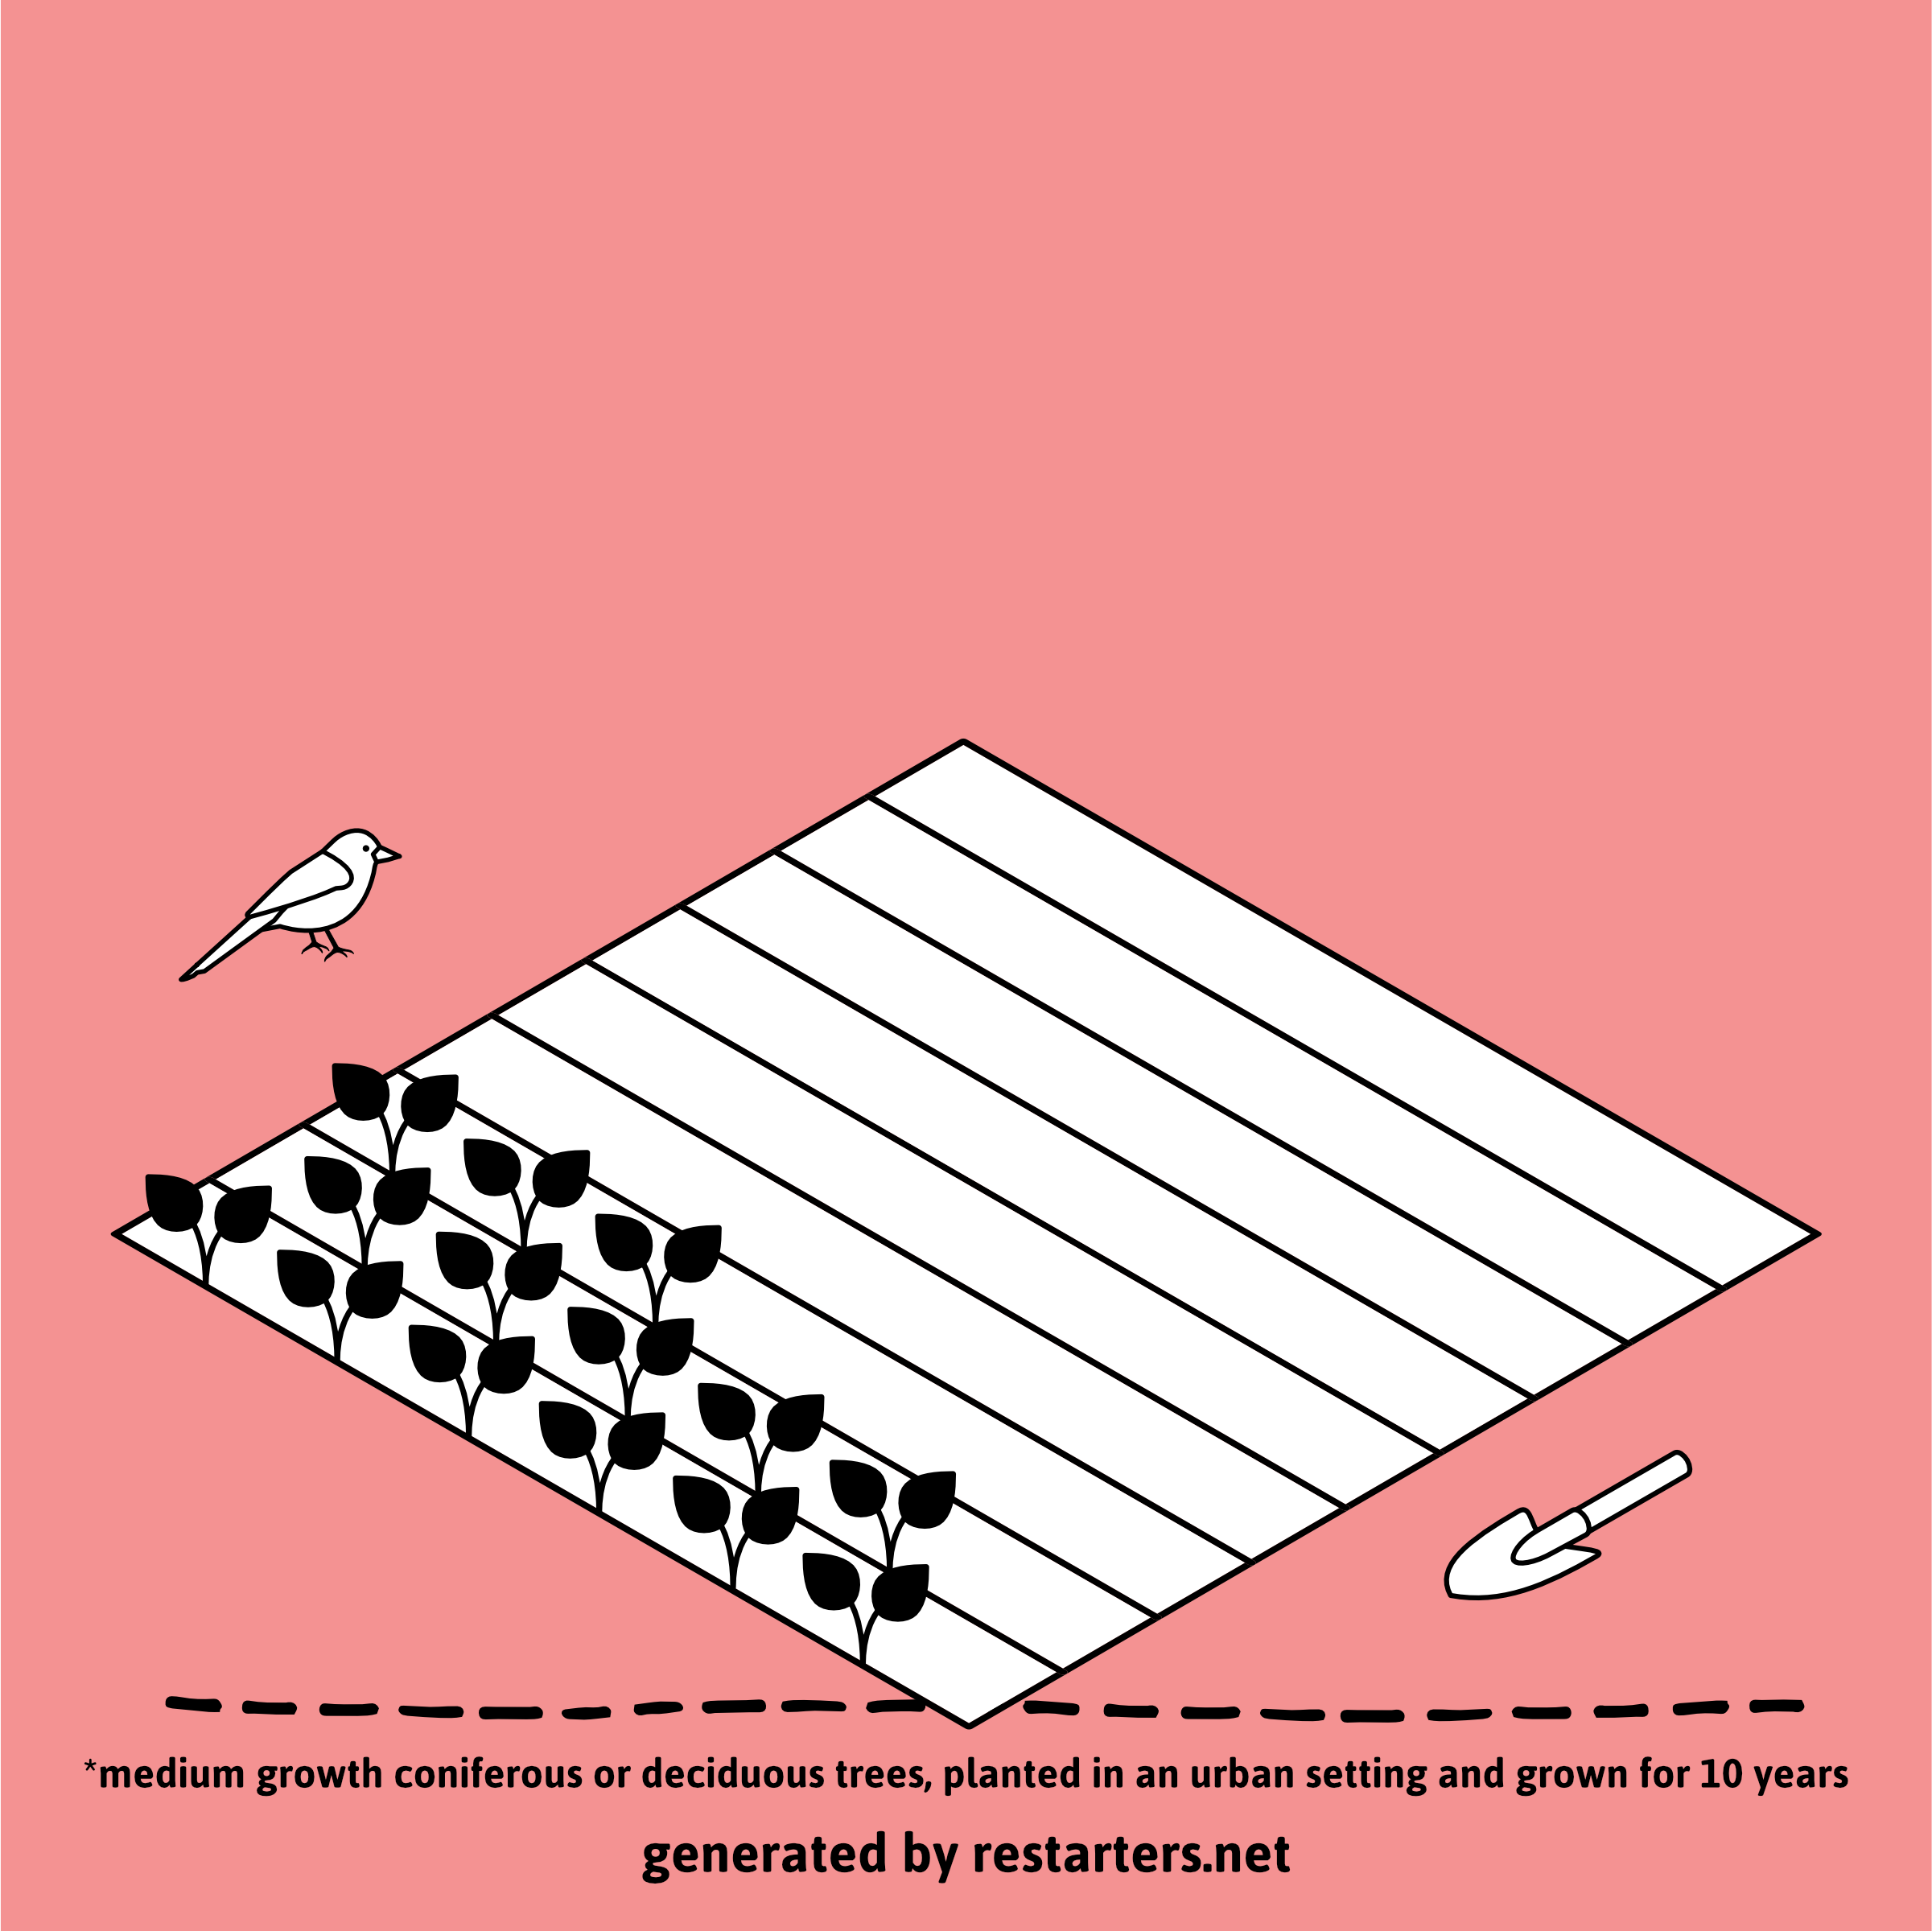 *medium growth coniferous or deciduous trees, planted in an urban setting and grown for 10 years
generated by restarters.net